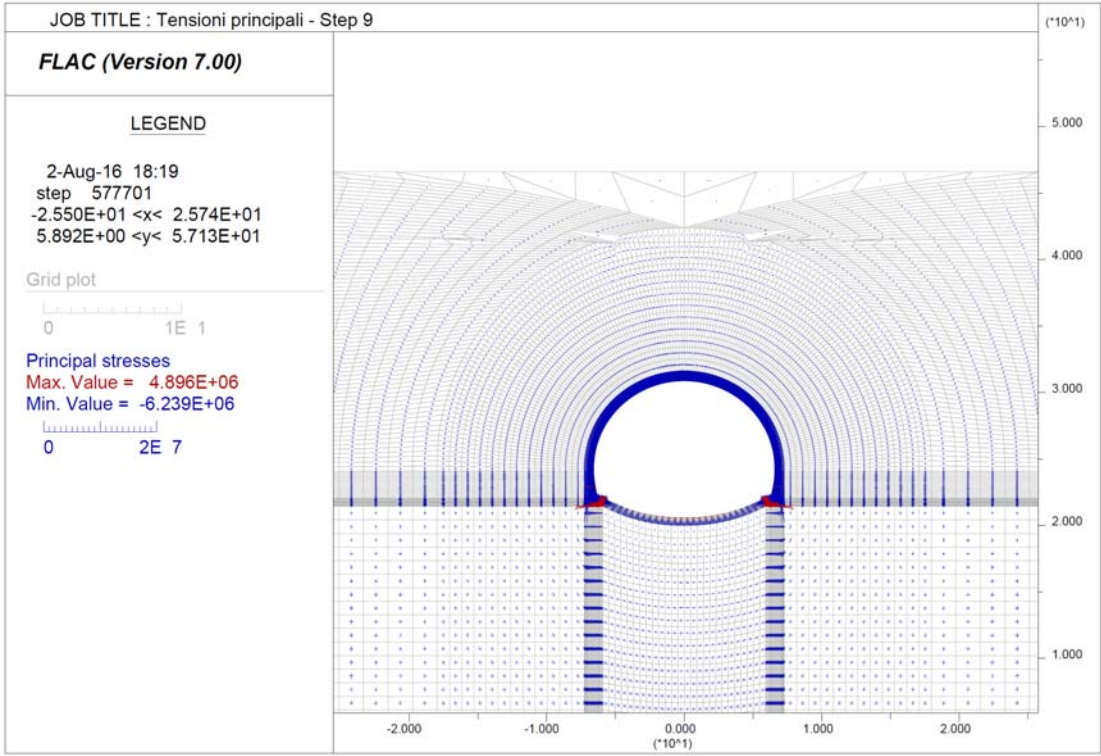 JOB TITLE : Tensioni principali - Step 9
FLAC (Version 7.00)
LEGEND
2-Aug-16 18:19
step 577701
-2.550E+01 <x< 2.574E+01
5.892E+00 <y< 5.713E+01
Grid plot
0 1E 1
Principal stresses
Max. Value = 4.896E+06
Min. Value = -6.239E+06
0 2E 7
(*10^1)
5.000
4.000
3.000
2.000
1.000
-2.000 -1.000 0.000 1.000 2.000
(*10^1)